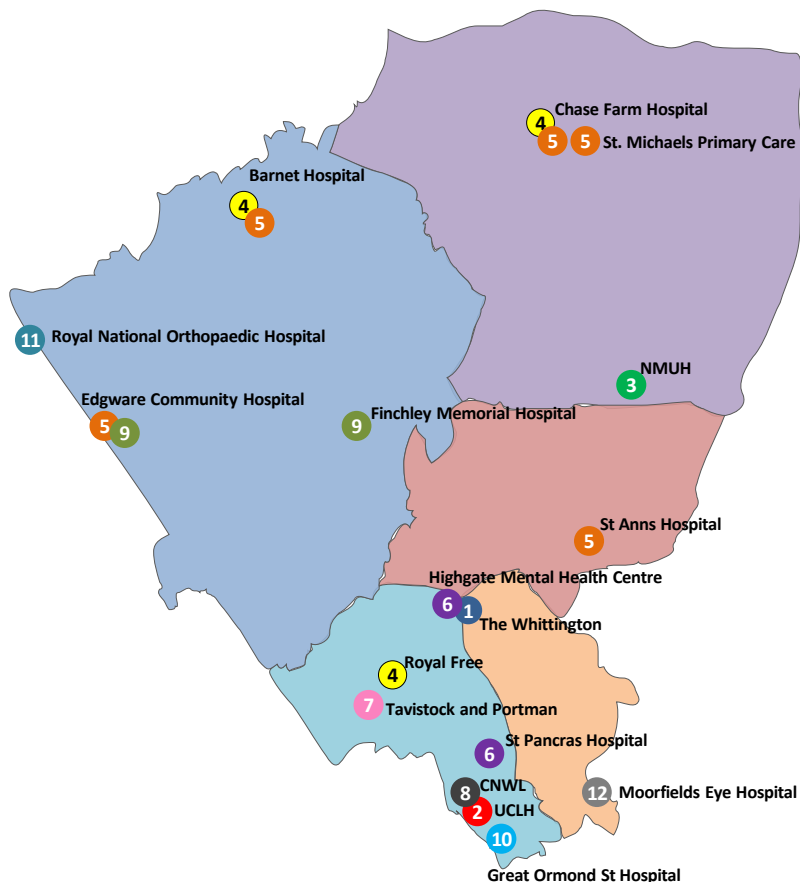 Chase Farm Hospital
4
5 5 St. Michaels Primary Care
Barnet Hospital
4
5
11 Royal National Orthopaedic Hospital
NMUH
3
Edgware Community Hospital
5 9
9 Finchley Memorial Hospital
St Anns Hospital
5
Highgate Mental Health Centre
6 1
The Whittington
Royal Free
4
7 Tavistock and Portman
St Pancras Hospital
6
8 CNWL
2 UCLH
12 Moorfields Eye Hospital
10
Great Ormond St Hospital